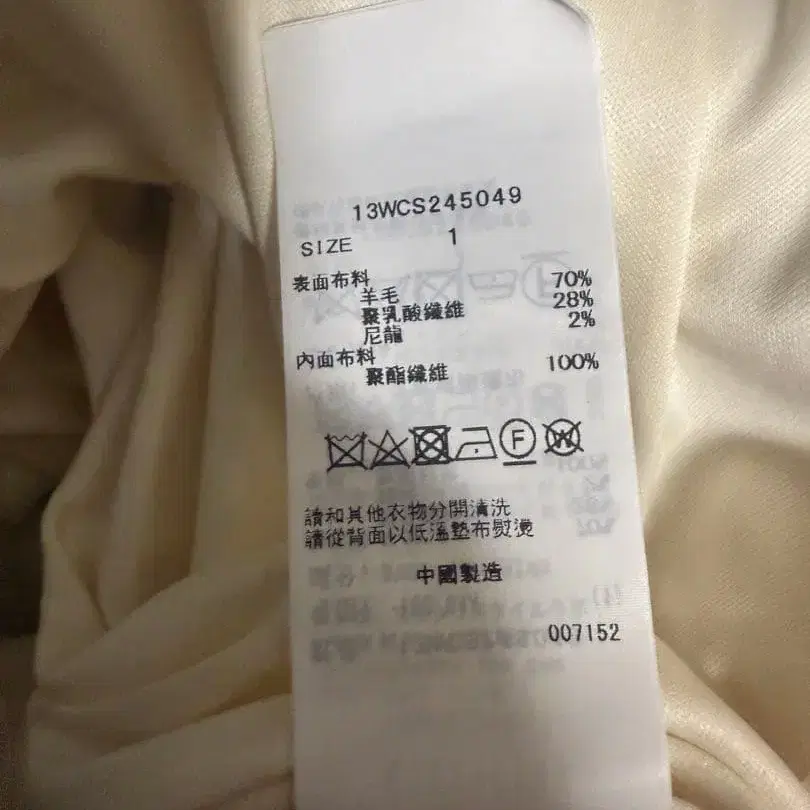 13WCS245049
SIZE 1
表面布料 70%
羊毛 28%
聚乳酸纖維 2%
尼龍
內面布料 100%
聚酯纖維
F W
請和其他衣物分開清洗
請從背面以低溫墊布熨燙
中國製造
007152